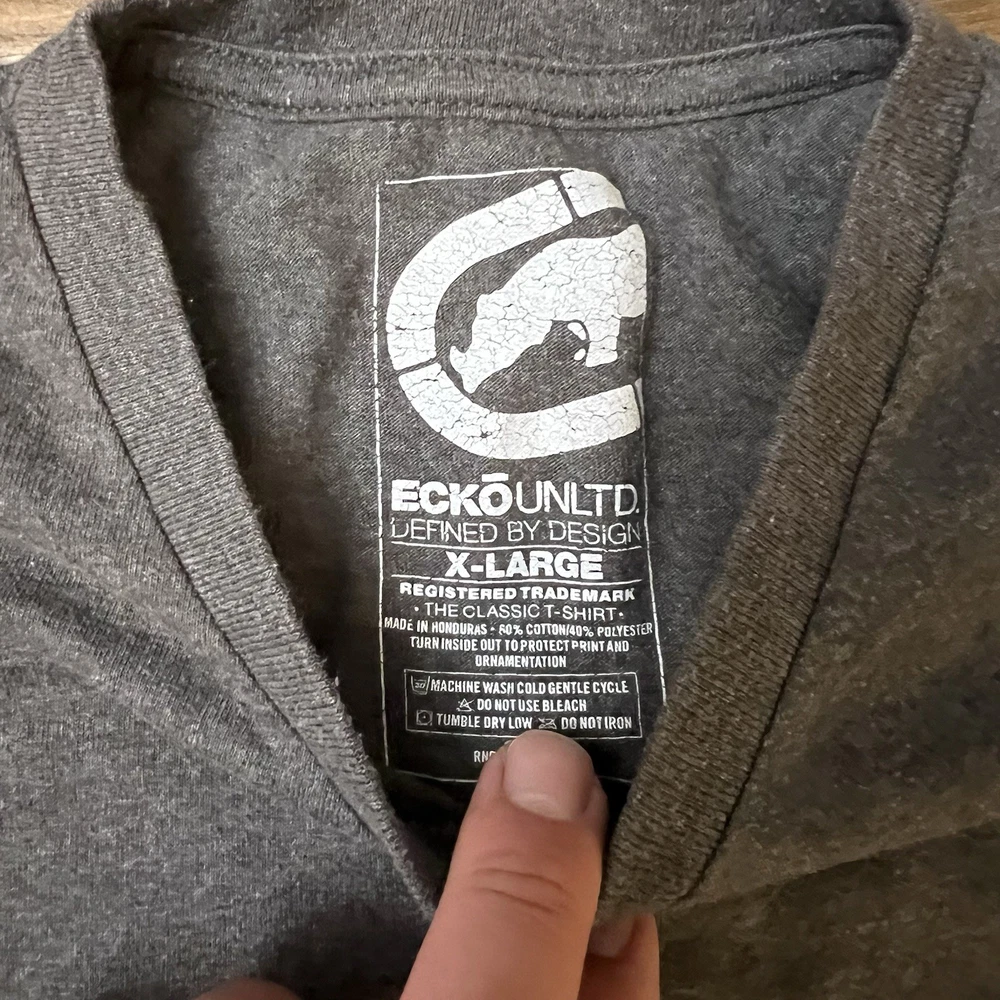 ECKŌUNLTD.
DEFINED BY DESIGN
X-LARGE
REGISTERED TRADEMARK
• THE CLASSIC T-SHIRT •
MADE IN HONDURAS • 60% COTTON/40% POLYESTER
TURN INSIDE OUT TO PROTECT PRINT AND
ORNAMENTATION
30 MACHINE WASH COLD GENTLE CYCLE
DO NOT USE BLEACH
TUMBLE DRY LOW DO NOT IRON